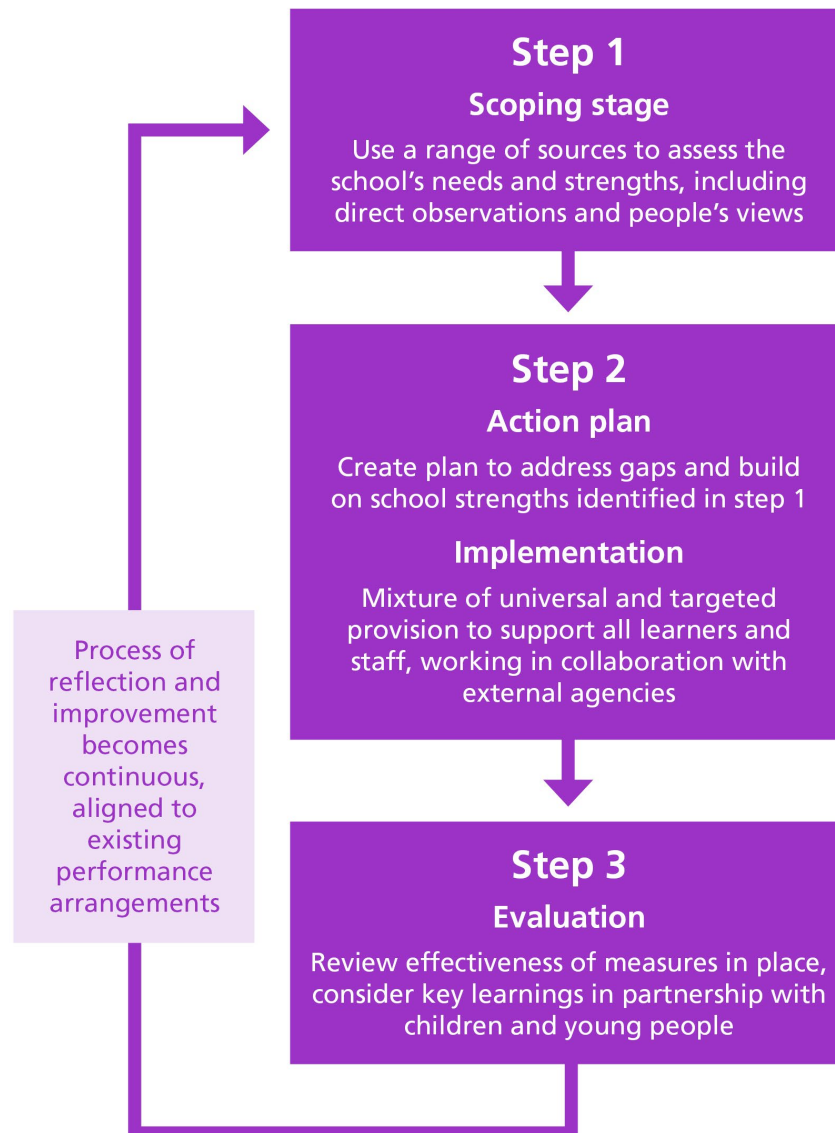 Step 1
Scoping stage
Use a range of sources to assess the
school’s needs and strengths, including
direct observations and people’s views
Step 2
Action plan
Create plan to address gaps and build
on school strengths identified in step 1
Implementation
Mixture of universal and targeted
provision to support all learners and
staff, working in collaboration with
external agencies
Step 3
Evaluation
Review effectiveness of measures in place,
consider key learnings in partnership with
children and young people
Process of
reflection and
improvement
becomes
continuous,
aligned to
existing
performance
arrangements